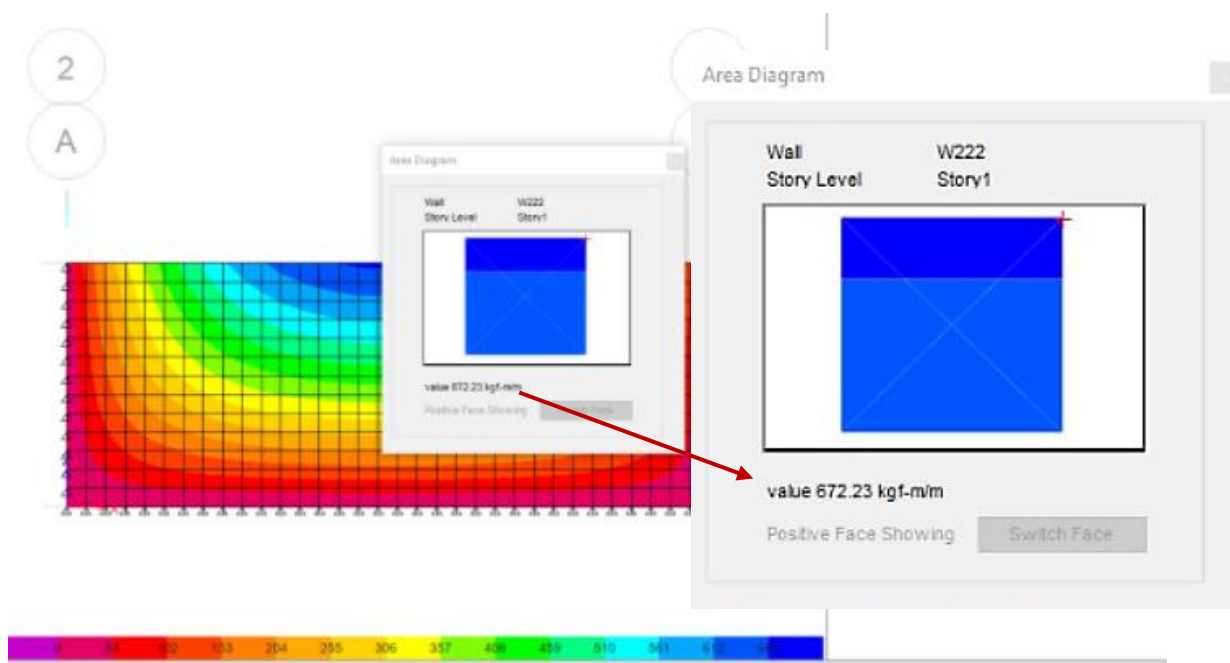 2
A
Area Diagram
Wall W222
Story Level Story1
value 672.23 kgf-m/m
Positive Face Showing
Area Diagram
Wall W222
Story Level Story1
value 672.23 kgf-m/m
Positive Face Showing Switch Face
0 51 102 153 204 255 306 357 408 459 510 561 612